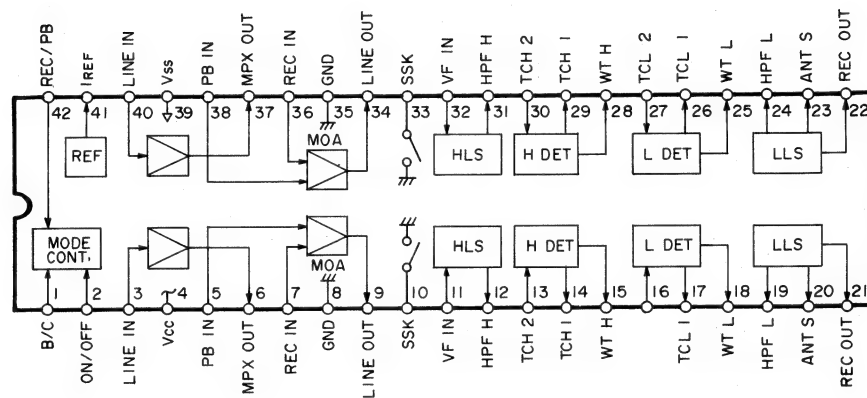 REC/PB
IREF
LINE IN
Vss
PB IN
MPX OUT
REC IN
GND
LINE OUT
SSK
VF IN
HPF H
TCH 2
TCH 1
WT H
TCL 2
TCL 1
WT L
HPF L
ANT S
REC OUT
42 41 40 39 38 37 36 35 34 33 32 31 30 29 28 27 26 25 24 23 22
REF
MOA
HLS
H DET
L DET
LLS
MODE
CONT.
MOA
HLS
H DET
L DET
LLS
1 2 3 4 5 6 7 8 9 10 11 12 13 14 15 16 17 18 19 20 21
B/C
ON/OFF
LINE IN
Vcc
PB IN
MPX OUT
REC IN
GND
LINE OUT
SSK
VF IN
HPF H
TCH 2
TCH 1
WT H
TCL 1
WT L
HPF L
ANT S
REC OUT